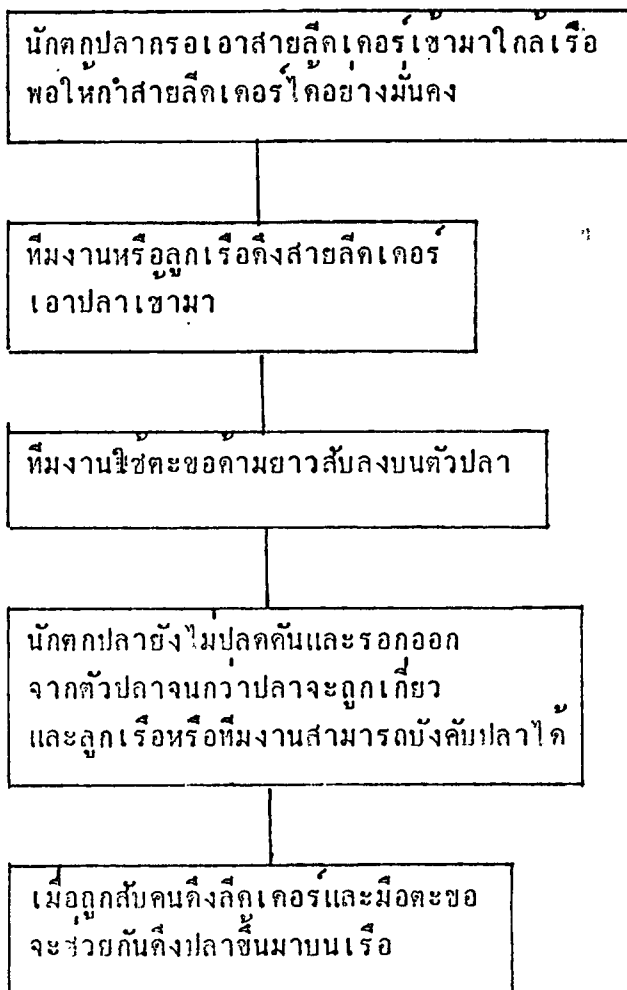 นักตกปลากรอเอาสายลีดเดอร์เข้ามาใกล้เรือ
พอให้กำสายลีดเดอร์ได้อย่างมั่นคง
ทีมงานหรือลูกเรือดึงสายลีดเดอร์
เอาปลาเข้ามา
ทีมงานใช้ตะขอด้ามยาวสับลงบนตัวปลา
นักตกปลายังไม่ปลดคันและรอกออก
จากตัวปลาจนกว่าปลาจะถูกเกี่ยว
และลูกเรือหรือทีมงานสามารถบังคับปลาได้
เมื่อถูกสับคนดึงลีดเดอร์และมือตะขอ
จะช่วยกันดึงปลาขึ้นมาบนเรือ